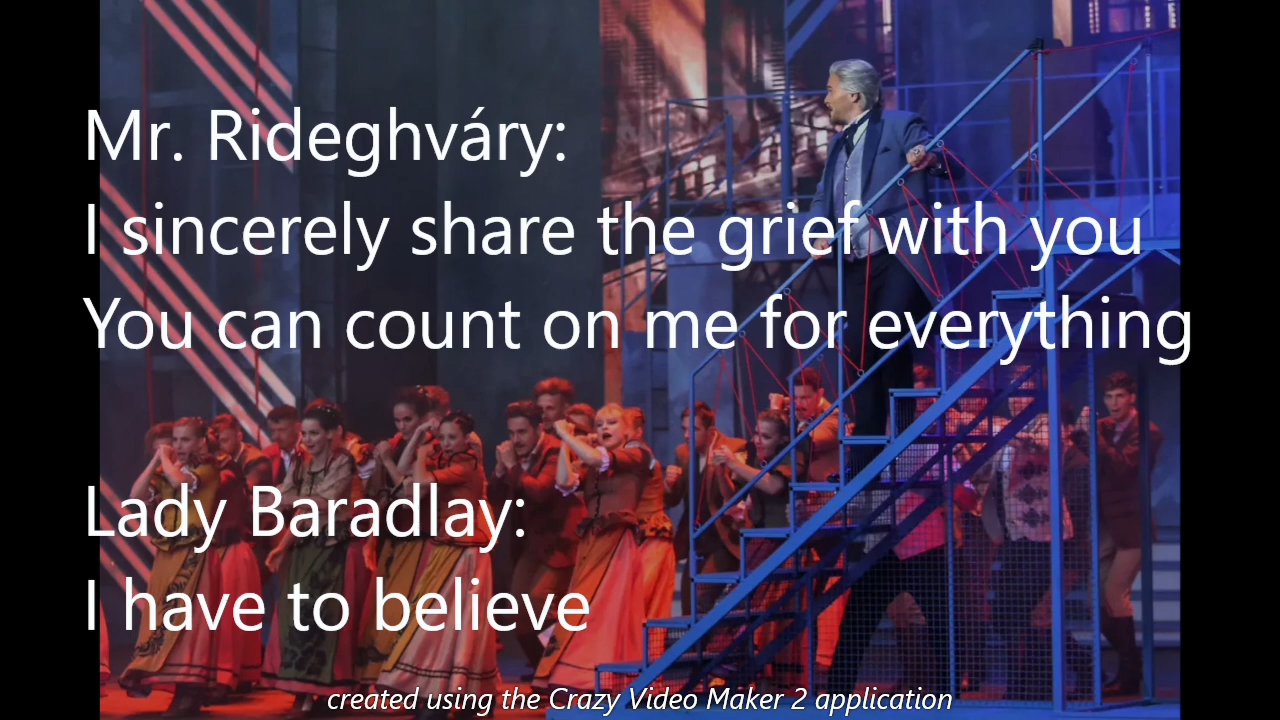 Mr. Rideghváry:
I sincerely share the grief with you
You can count on me for everything
Lady Baradlay:
I have to believe
created using the Crazy Video Maker 2 application